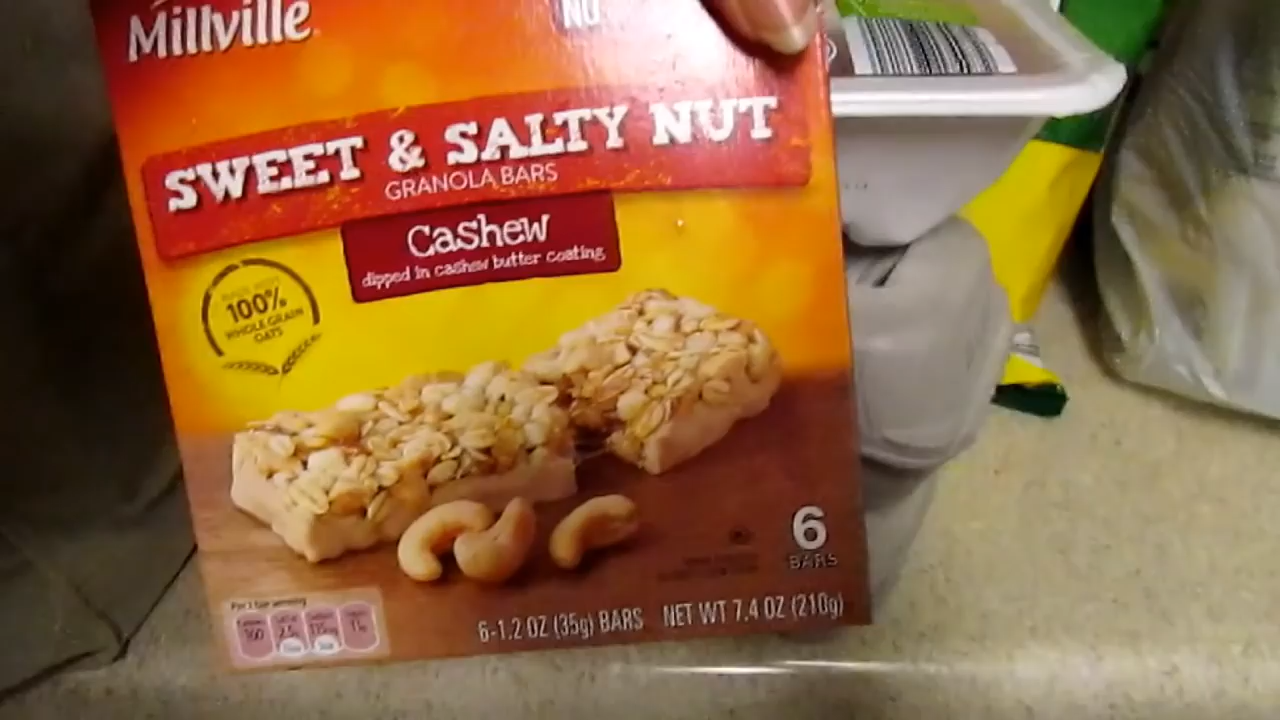 Millville
NO
SWEET & SALTY NUT
GRANOLA BARS
Cashew
dipped in cashew butter coating
100%
WHOLE GRAIN
OATS
6
BARS
6-1.2 OZ (35g) BARS NET WT 7.4 OZ (210g)